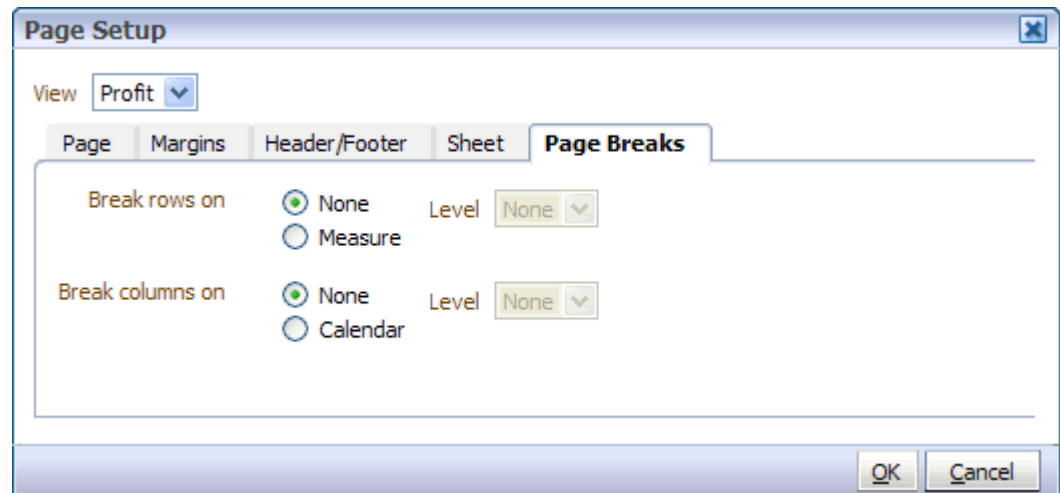 Page Setup
View Profit
Page Margins Header/Footer Sheet Page Breaks
Break rows on None Level None
Measure
Break columns on None Level None
Calendar
OK Cancel